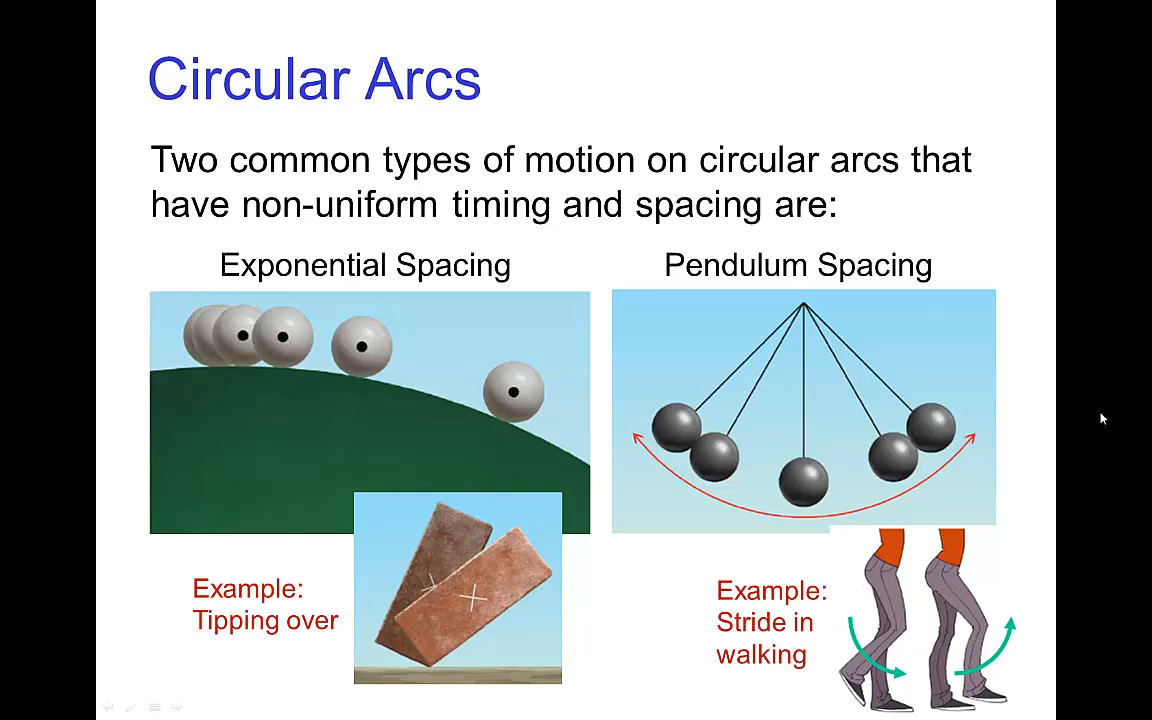 Circular Arcs
Two common types of motion on circular arcs that
have non-uniform timing and spacing are:
Exponential Spacing
Pendulum Spacing
Example:
Tipping over
Example:
Stride in
walking